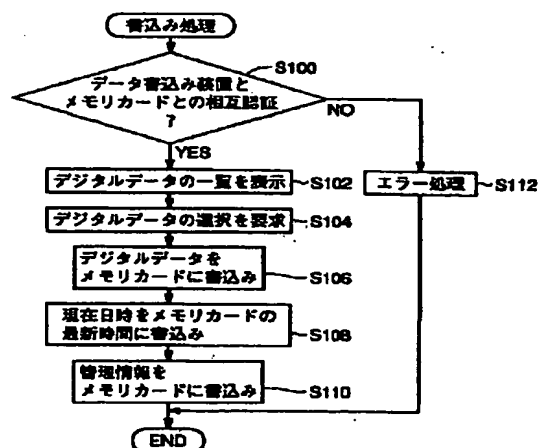 書込み処理
S100
データ書込み装置と
メモリカードとの相互認証
?
NO
YES
デジタルデータの一覧を表示
S102
エラー処理
S112
デジタルデータの選択を要求
S104
デジタルデータを
メモリカードに書込み
S106
現在日時をメモリカードの
最新時間に書込み
S108
管理情報を
メモリカードに書込み
S110
END